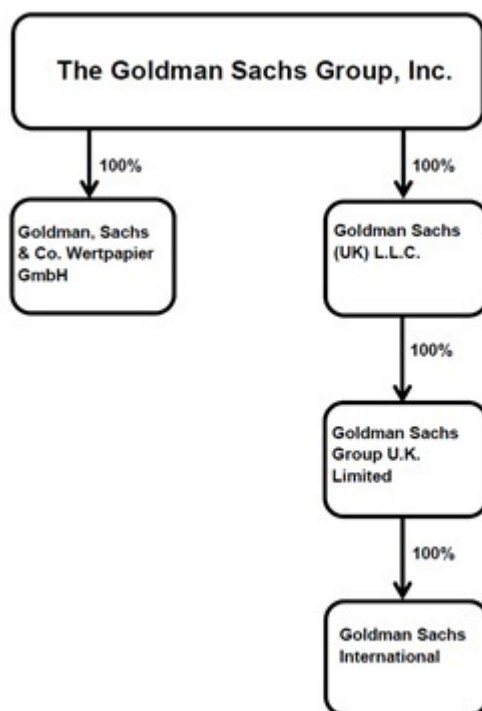 The Goldman Sachs Group, Inc.
100%
100%
Goldman, Sachs
& Co. Wertpapier
GmbH
Goldman Sachs
(UK) L.L.C.
100%
Goldman Sachs
Group U.K.
Limited
100%
Goldman Sachs
International